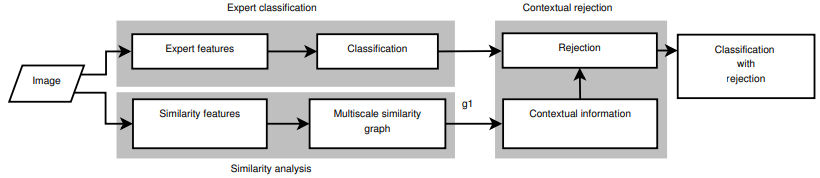 Expert classification
Contextual rejection
Expert features
Classification
Rejection
Classification
with
rejection
Image
Similarity features
Multiscale similarity
graph
g1
Contextual information
Similarity analysis